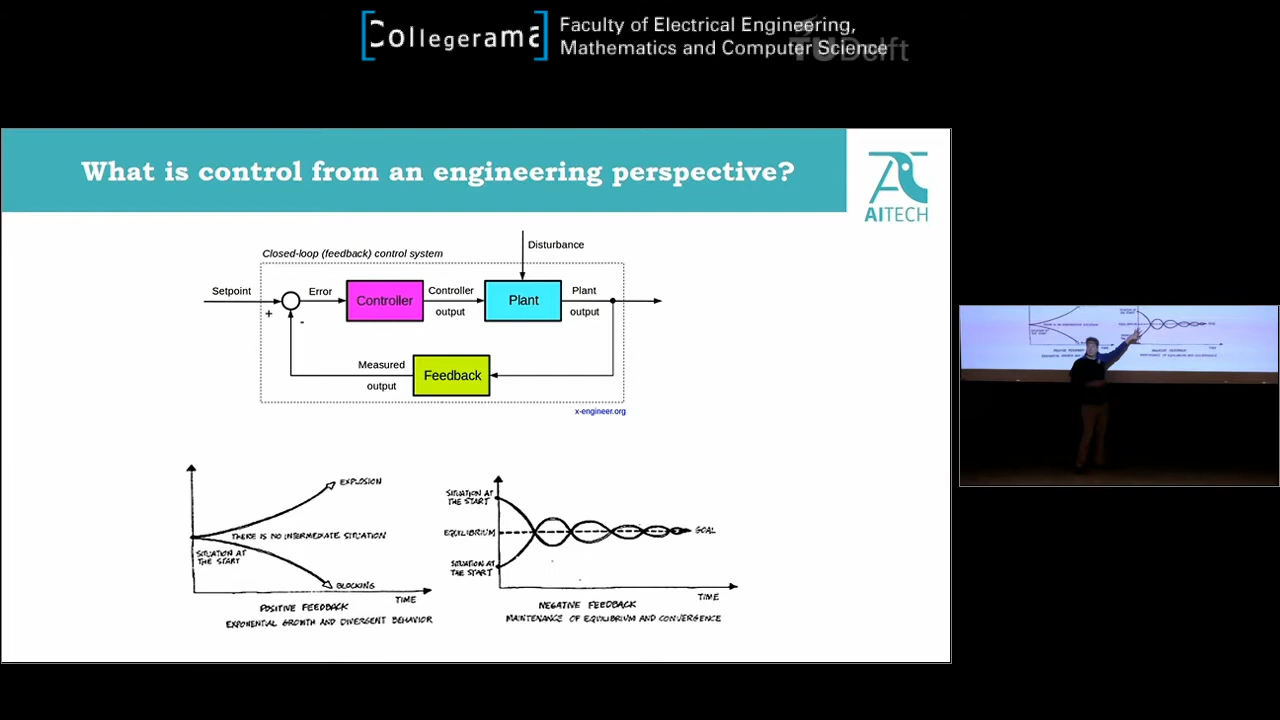 Collegerama
Faculty of Electrical Engineering,
Mathematics and Computer Science
TU Delft
What is control from an engineering perspective?
AITECH
Closed-loop (feedback) control system
Disturbance
Setpoint
+
-
Error
Controller
Controller
output
Plant
Plant
output
Measured
output
Feedback
x-engineer.org
EXPLOSION
THERE IS NO INTERMEDIATE SITUATION
SITUATION AT
THE START
BLOCKING
TIME
POSITIVE FEEDBACK
EXPONENTIAL GROWTH AND DIVERGENT BEHAVIOR
SITUATION AT
THE START
EQUILIBRIUM
GOAL
SITUATION AT
THE START
TIME
NEGATIVE FEEDBACK
MAINTENANCE OF EQUILIBRIUM AND CONVERGENCE